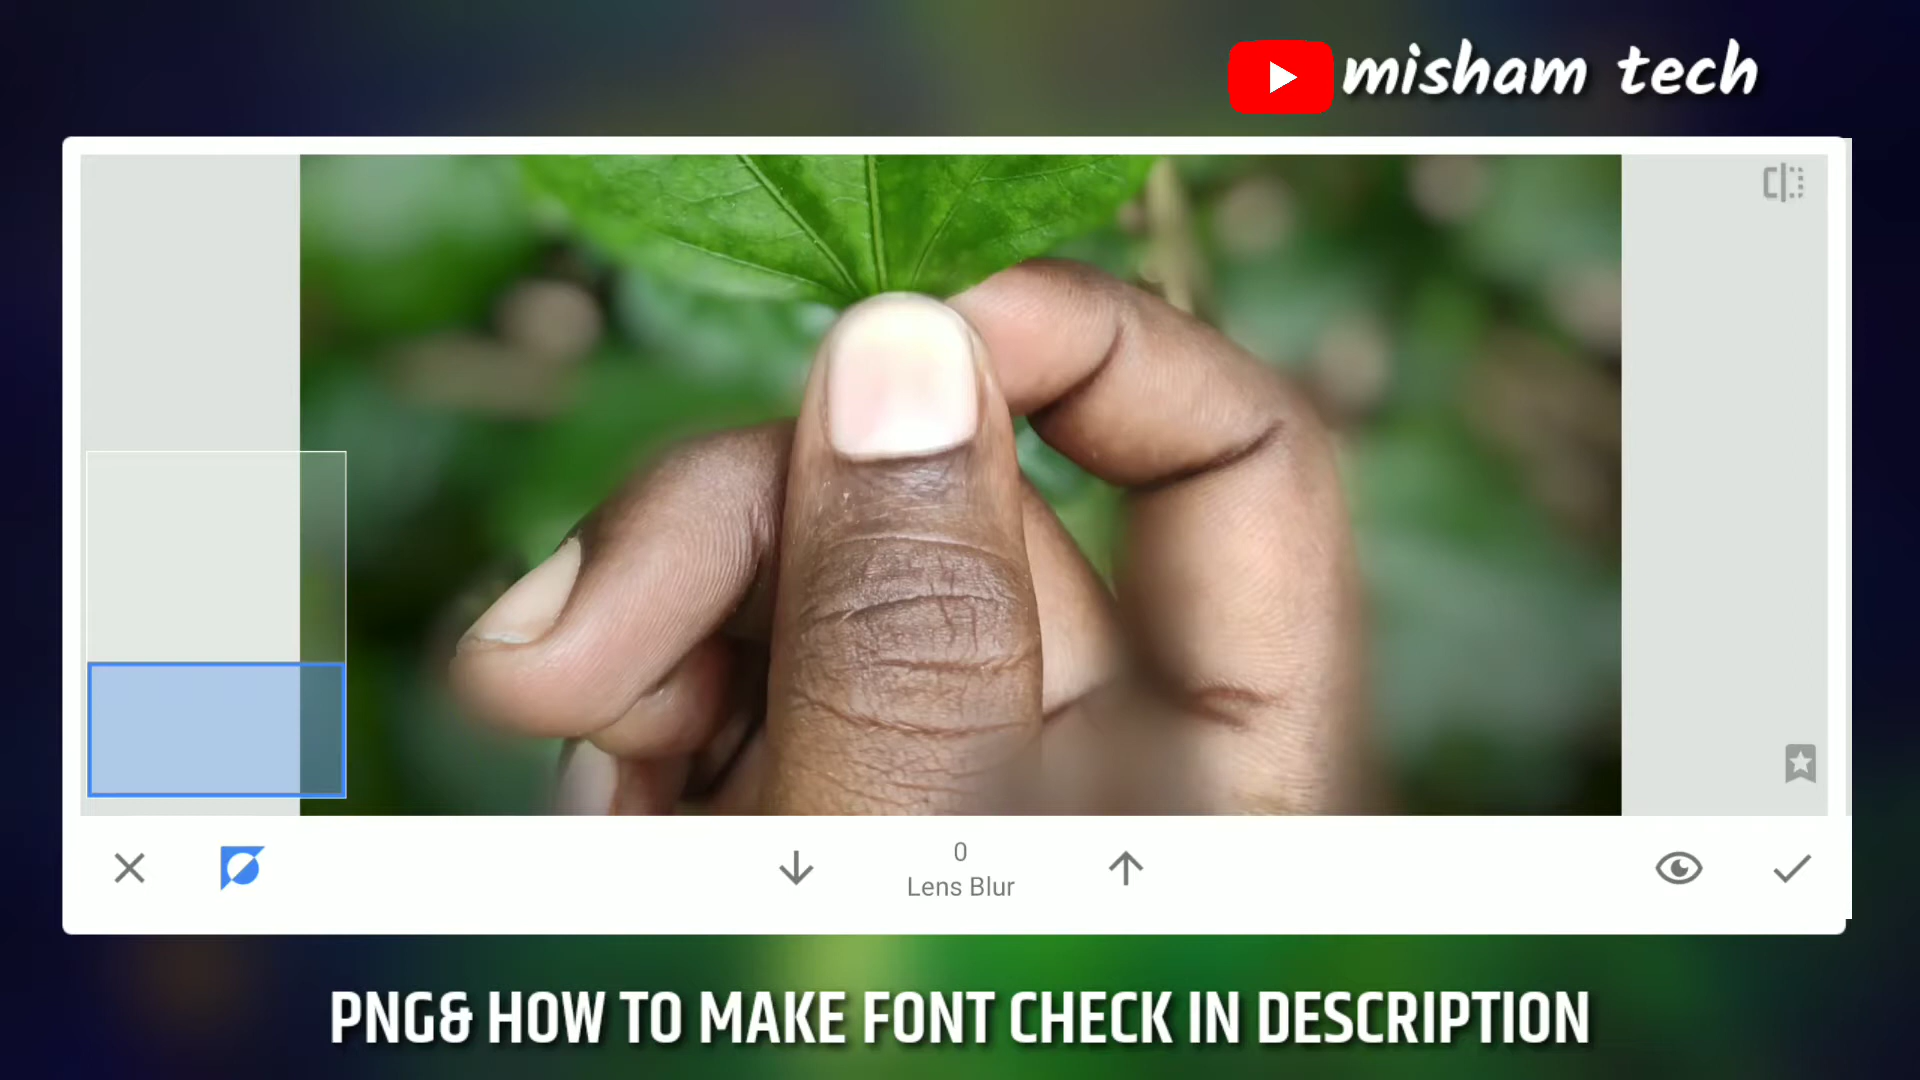 misham tech
0
Lens Blur
PNG& HOW TO MAKE FONT CHECK IN DESCRIPTION